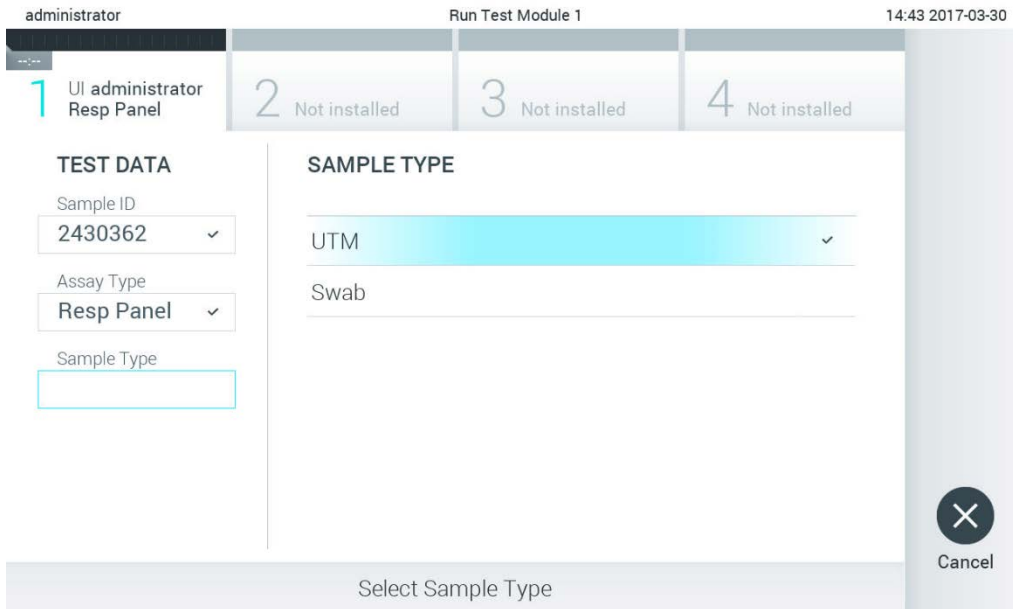 administrator Run Test Module 1 14:43 2017-03-30
--:--
1 UI administrator
Resp Panel
2 Not installed
3 Not installed
4 Not installed
TEST DATA
Sample ID
2430362
Assay Type
Resp Panel
Sample Type
SAMPLE TYPE
UTM
Swab
Cancel
Select Sample Type